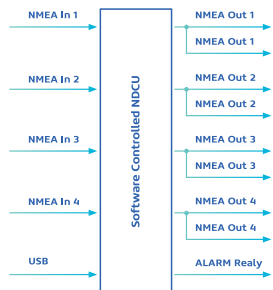 NMEA In 1
NMEA In 2
NMEA In 3
NMEA In 4
USB
Software Controlled NDCU
NMEA Out 1
NMEA Out 1
NMEA Out 2
NMEA Out 2
NMEA Out 3
NMEA Out 3
NMEA Out 4
NMEA Out 4
ALARM Realy